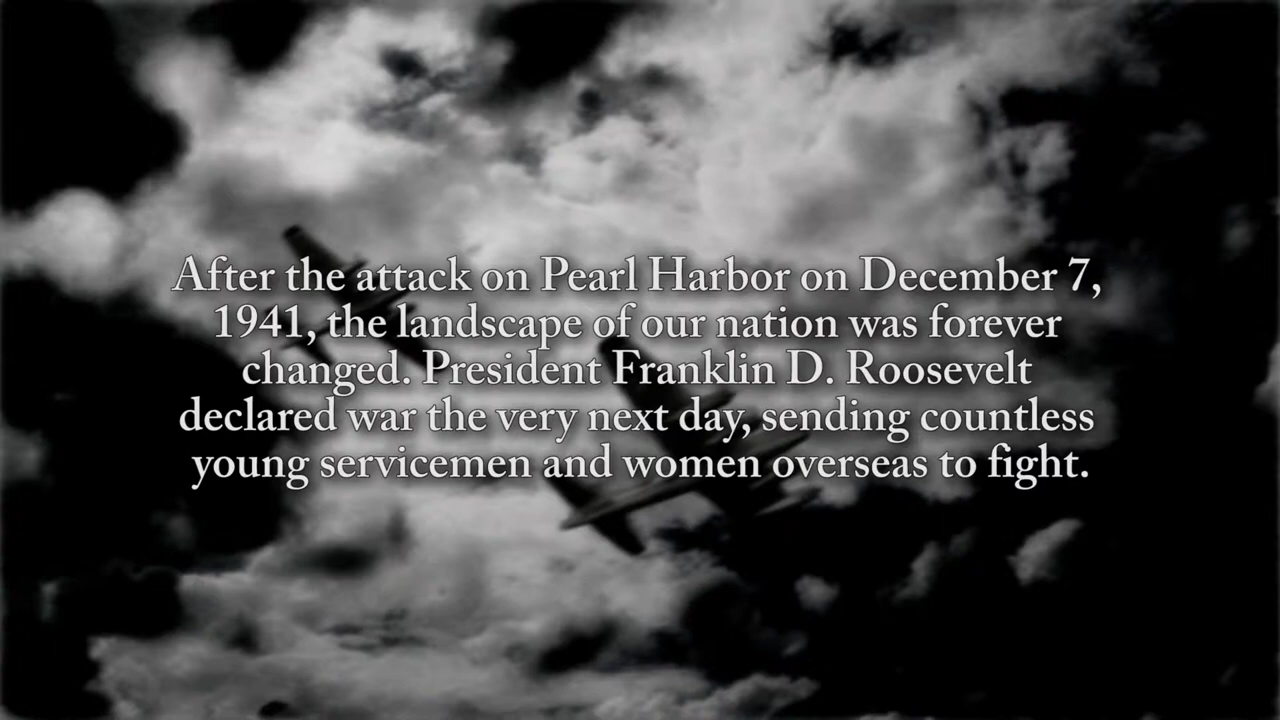 After the attack on Pearl Harbor on December 7,
1941, the landscape of our nation was forever
changed. President Franklin D. Roosevelt
declared war the very next day, sending countless
young servicemen and women overseas to fight.